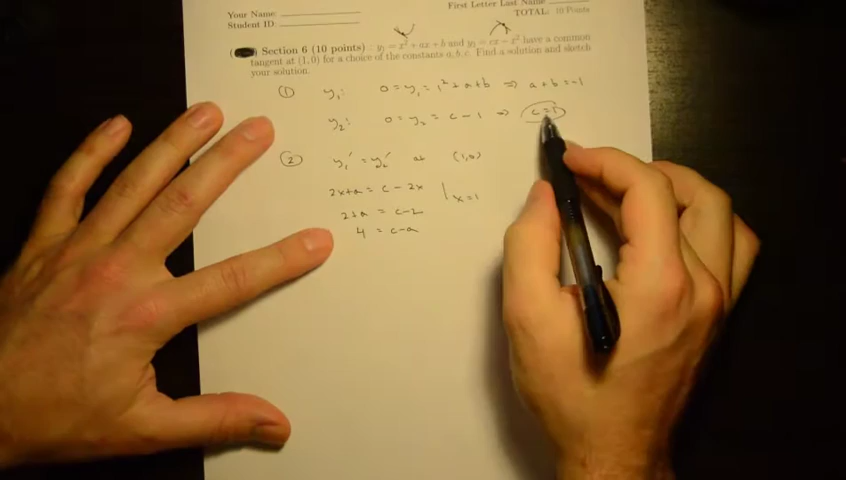 Your Name:
First Letter Last Name
Student ID:
TOTAL: 10 Points
Section 6 (10 points) : y₁ = x² + ax + b and y₂ = cx − x² have a common
tangent at (1, 0) for a choice of the constants a, b, c. Find a solution and sketch
your solution.
① y₁: 0 = y₁ = 1² + a + b ⇒ a + b = -1
y₂: 0 = y₂ = c - 1 ⇒ c = 1
② y₁' = y₂' at (1,0)
2x+a = c - 2x | x=1
2+a = c-2
4 = c-a